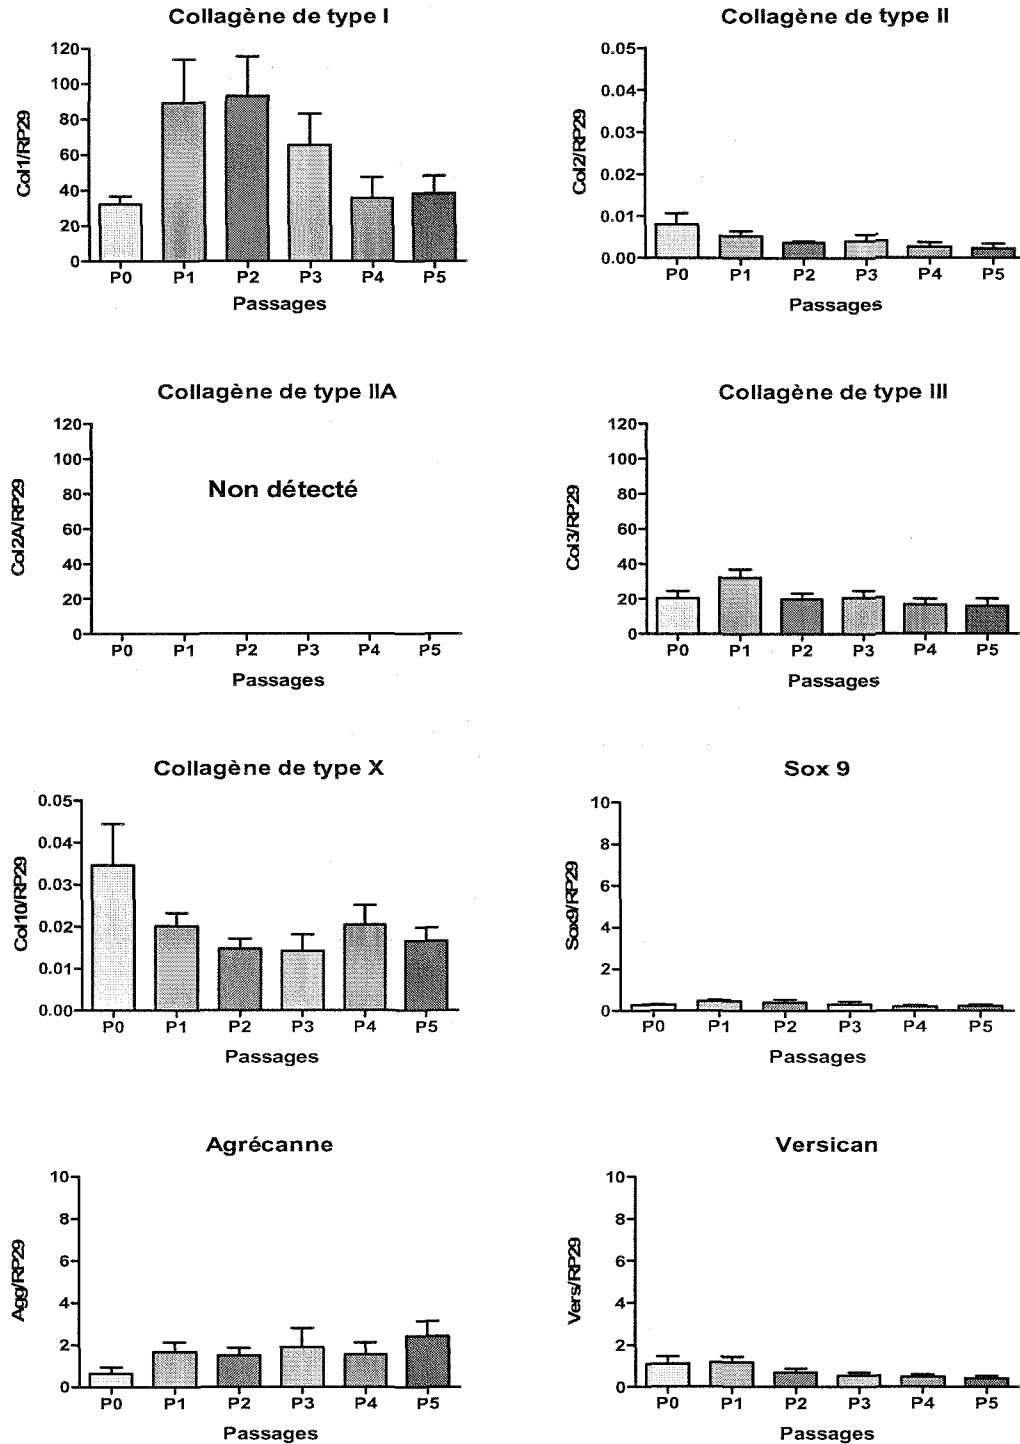 Collagène de type I
120
100
80
60
40
20
0
Col1/RP29
P0 P1 P2 P3 P4 P5
Passages
Collagène de type II
0.05
0.04
0.03
0.02
0.01
0.00
Col2/RP29
P0 P1 P2 P3 P4 P5
Passages
Collagène de type IIA
120
100
80
60
40
20
0
Col2A/RP29
Non détecté
P0 P1 P2 P3 P4 P5
Passages
Collagène de type III
120
100
80
60
40
20
0
Col3/RP29
P0 P1 P2 P3 P4 P5
Passages
Collagène de type X
0.05
0.04
0.03
0.02
0.01
0.00
Col10/RP29
P0 P1 P2 P3 P4 P5
Passages
Sox 9
10
8
6
4
2
0
Sox9/RP29
P0 P1 P2 P3 P4 P5
Passages
Agrécanne
10
8
6
4
2
0
Agg/RP29
P0 P1 P2 P3 P4 P5
Passages
Versican
10
8
6
4
2
0
Vers/RP29
P0 P1 P2 P3 P4 P5
Passages